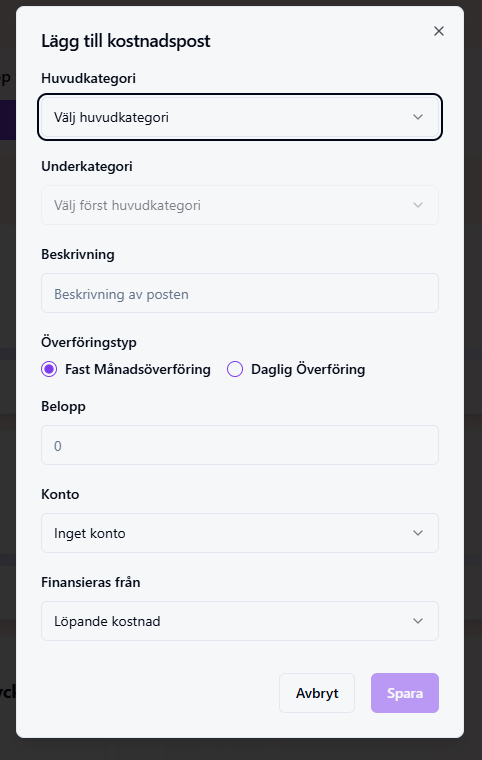 Lägg till kostnadspost
Huvudkategori
Välj huvudkategori
Underkategori
Välj först huvudkategori
Beskrivning
Beskrivning av posten
Överföringstyp
Fast Månadsöverföring Daglig Överföring
Belopp
0
Konto
Inget konto
Finansieras från
Löpande kostnad
Avbryt Spara